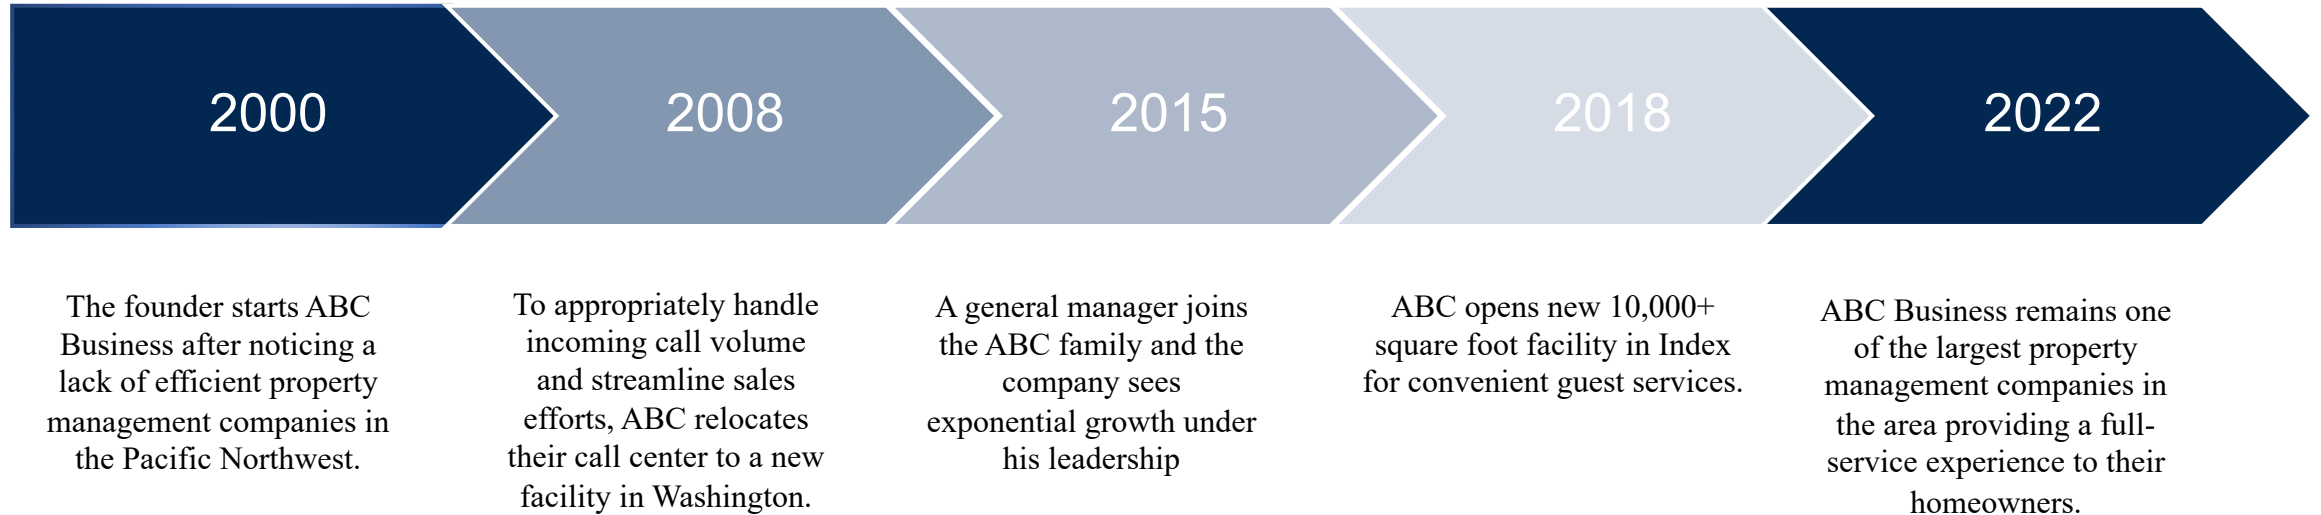 2000
2008
2015
2018
2022
The founder starts ABC
Business after noticing a
lack of efficient property
management companies in
the Pacific Northwest.
To appropriately handle
incoming call volume
and streamline sales
efforts, ABC relocates
their call center to a new
facility in Washington.
A general manager joins
the ABC family and the
company sees
exponential growth under
his leadership
ABC opens new 10,000+
square foot facility in Index
for convenient guest services.
ABC Business remains one
of the largest property
management companies in
the area providing a full-
service experience to their
homeowners.